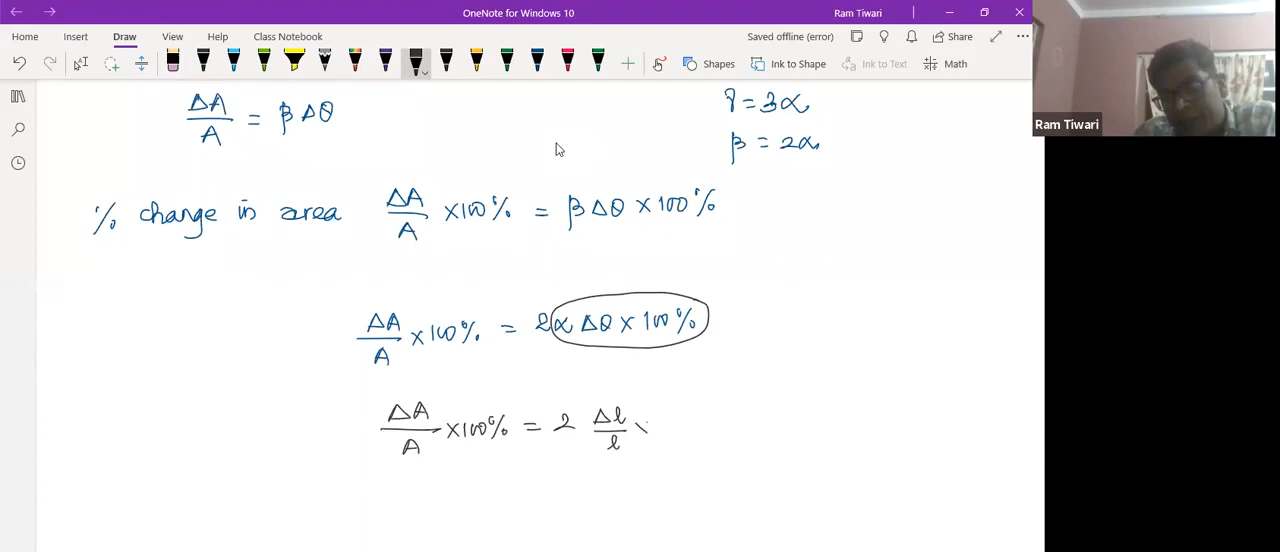 OneNote for Windows 10
Ram Tiwari
Home Insert Draw View Help Class Notebook
Saved offline (error)
Share
Shapes
Ink to Shape
Ink to Text
Math
Ram Tiwari
ΔA/A = β Δθ
γ = 3α
β = 2α
% change in area ΔA/A ×100% = β Δθ × 100%
ΔA/A ×100% = 2α Δθ × 100%
ΔA/A ×100% = 2 Δl/l